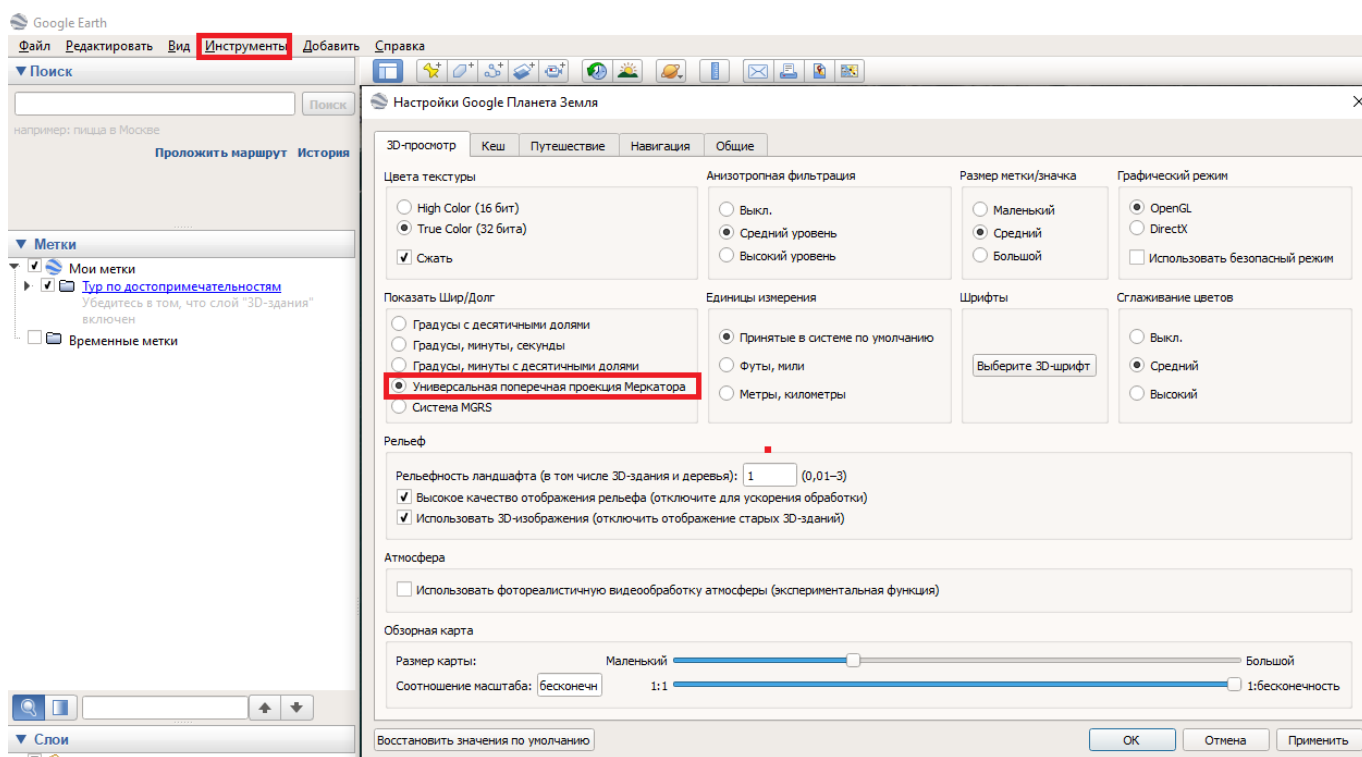 Google Earth
Файл Редактировать Вид Инструменты Добавить Справка
Поиск
Поиск
например: пицца в Москве
Проложить маршрут История
Метки
Мои метки
Тур по достопримечательностям
Убедитесь в том, что слой "3D-здания"
включен
Временные метки
Слои
Настройки Google Планета Земля
3D-просмотр Кеш Путешествие Навигация Общие
Цвета текстуры
High Color (16 бит)
True Color (32 бита)
Сжать
Анизотропная фильтрация
Выкл.
Средний уровень
Высокий уровень
Размер метки/значка
Маленький
Средний
Большой
Графический режим
OpenGL
DirectX
Использовать безопасный режим
Показать Шир/Долг
Градусы с десятичными долями
Градусы, минуты, секунды
Градусы, минуты с десятичными долями
Универсальная поперечная проекция Меркатора
Система MGRS
Единицы измерения
Принятые в системе по умолчанию
Футы, мили
Метры, километры
Шрифты
Выберите 3D-шрифт
Сглаживание цветов
Выкл.
Средний
Высокий
Рельеф
Рельефность ландшафта (в том числе 3D-здания и деревья): 1 (0,01–3)
Высокое качество отображения рельефа (отключите для ускорения обработки)
Использовать 3D-изображения (отключить отображение старых 3D-зданий)
Атмосфера
Использовать фотореалистичную видеообработку атмосферы (экспериментальная функция)
Обзорная карта
Размер карты: Маленький Большой
Соотношение масштаба: бесконечн 1:1 1:бесконечность
Восстановить значения по умолчанию OK Отмена Применить